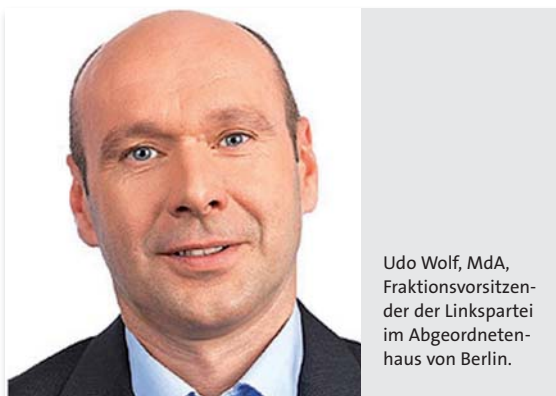 Udo Wolf, MdA,
Fraktionsvorsitzen-
der der Linkspartei
im Abgeordneten-
haus von Berlin.